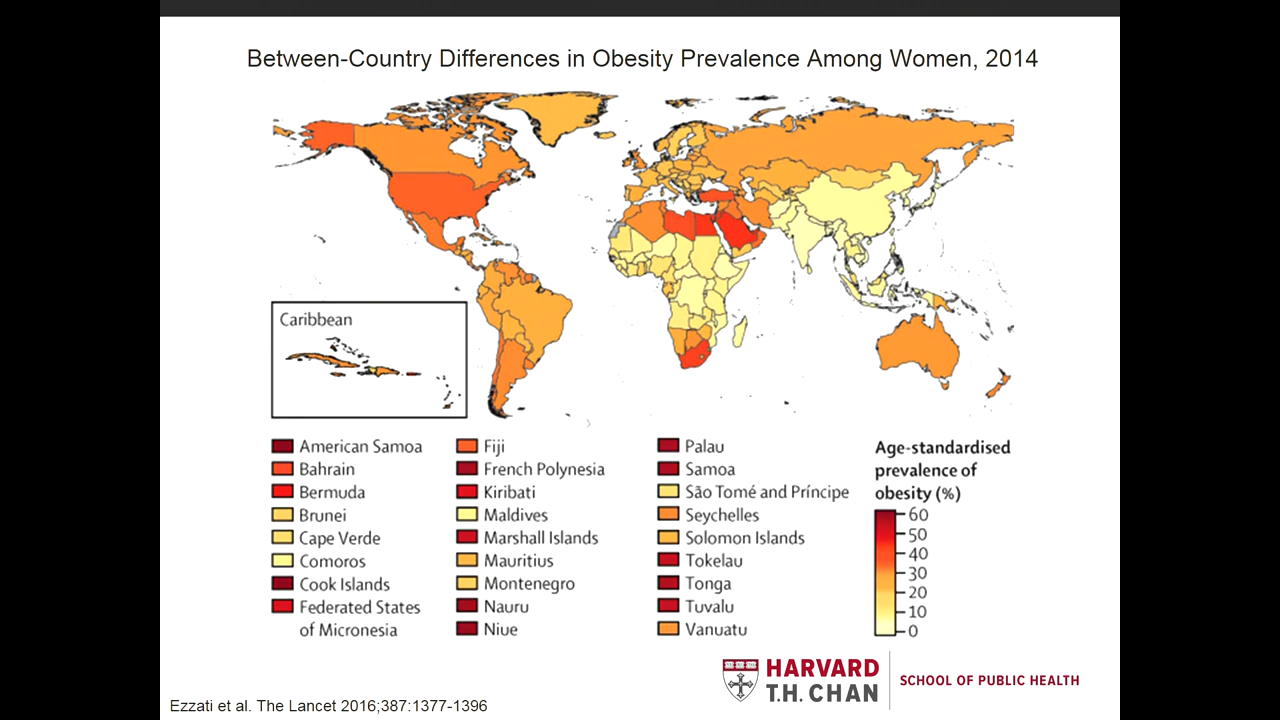 Between-Country Differences in Obesity Prevalence Among Women, 2014
Caribbean
American Samoa
Bahrain
Bermuda
Brunei
Cape Verde
Comoros
Cook Islands
Federated States
of Micronesia
Fiji
French Polynesia
Kiribati
Maldives
Marshall Islands
Mauritius
Montenegro
Nauru
Niue
Palau
Samoa
São Tomé and Príncipe
Seychelles
Solomon Islands
Tokelau
Tonga
Tuvalu
Vanuatu
Age-standardised
prevalence of
obesity (%)
60
50
40
30
20
10
0
HARVARD
T.H. CHAN
SCHOOL OF PUBLIC HEALTH
Ezzati et al. The Lancet 2016;387:1377-1396